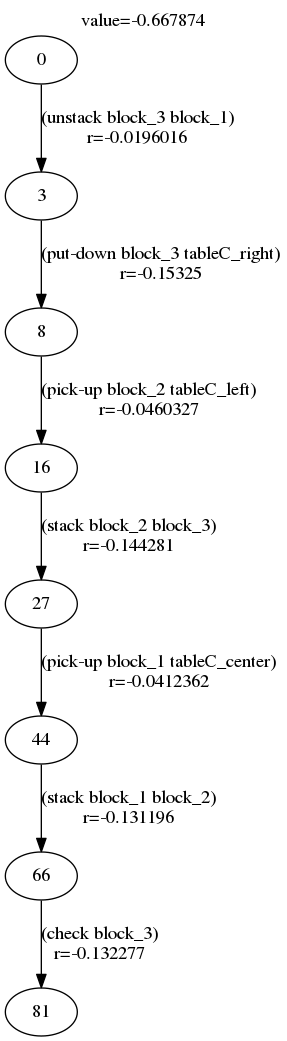 value=-0.667874
0
(unstack block_3 block_1)
r=-0.0196016
3
(put-down block_3 tableC_right)
r=-0.15325
8
(pick-up block_2 tableC_left)
r=-0.0460327
16
(stack block_2 block_3)
r=-0.144281
27
(pick-up block_1 tableC_center)
r=-0.0412362
44
(stack block_1 block_2)
r=-0.131196
66
(check block_3)
r=-0.132277
81